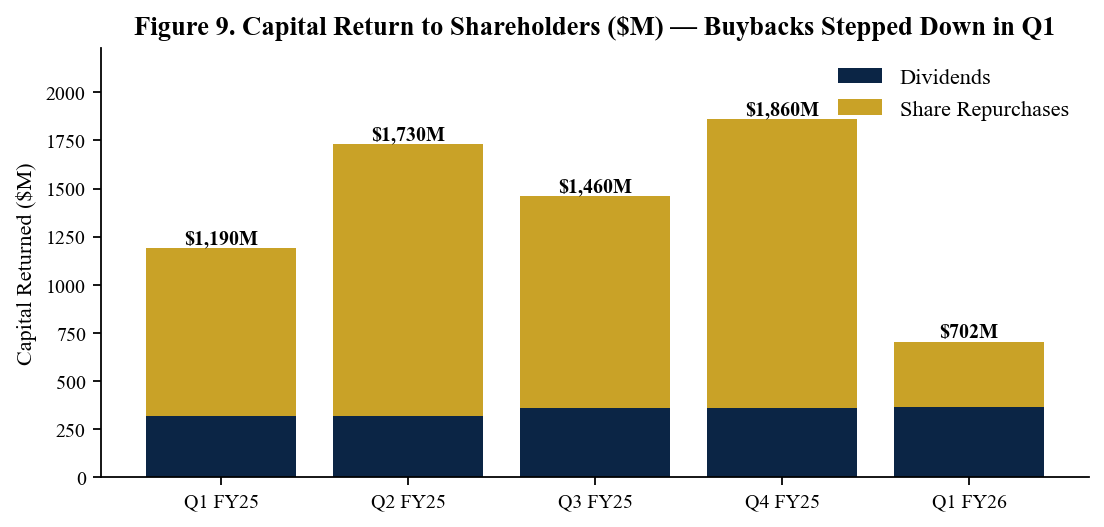 Figure 9. Capital Return to Shareholders ($M) — Buybacks Stepped Down in Q1
Dividends
Share Repurchases
Capital Returned ($M)
2000
1750
1500
1250
1000
750
500
250
0
$1,190M
$1,730M
$1,460M
$1,860M
$702M
Q1 FY25
Q2 FY25
Q3 FY25
Q4 FY25
Q1 FY26